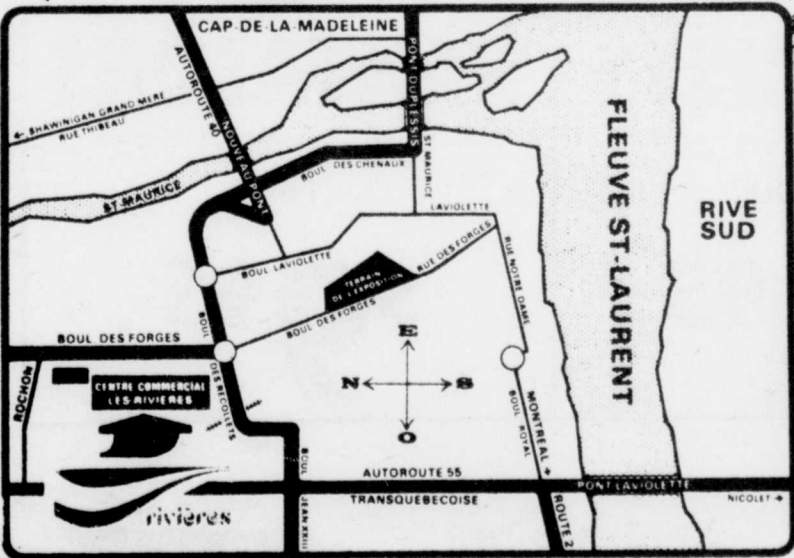 CAP-DE-LA-MADELEINE
AUTOROUTE 40
NOUVEAU PONT
PONT DUPLESSIS
← SHAWINIGAN GRAND MERE
RUE THIBEAU
ST-MAURICE
BOUL DES CHENAUX
ST MAURICE
LAVIOLETTE
BOUL LAVIOLETTE
TERRAIN
DE L'EXPOSITION
RUE DES FORGES
BOUL DES FORGES
RUE NOTRE DAME
FLEUVE ST-LAURENT
RIVE
SUD
BOUL DES FORGES
BOUL
DES RECOLLETS
ROCHON
CENTRE COMMERCIAL
LES RIVIERES
E
N
S
O
MONTREAL →
BOUL ROYAL
BOUL
JEAN XXIII
AUTOROUTE 55
TRANSQUEBECOISE
PONT LAVIOLETTE
NICOLET →
ROUTE 2
rivières